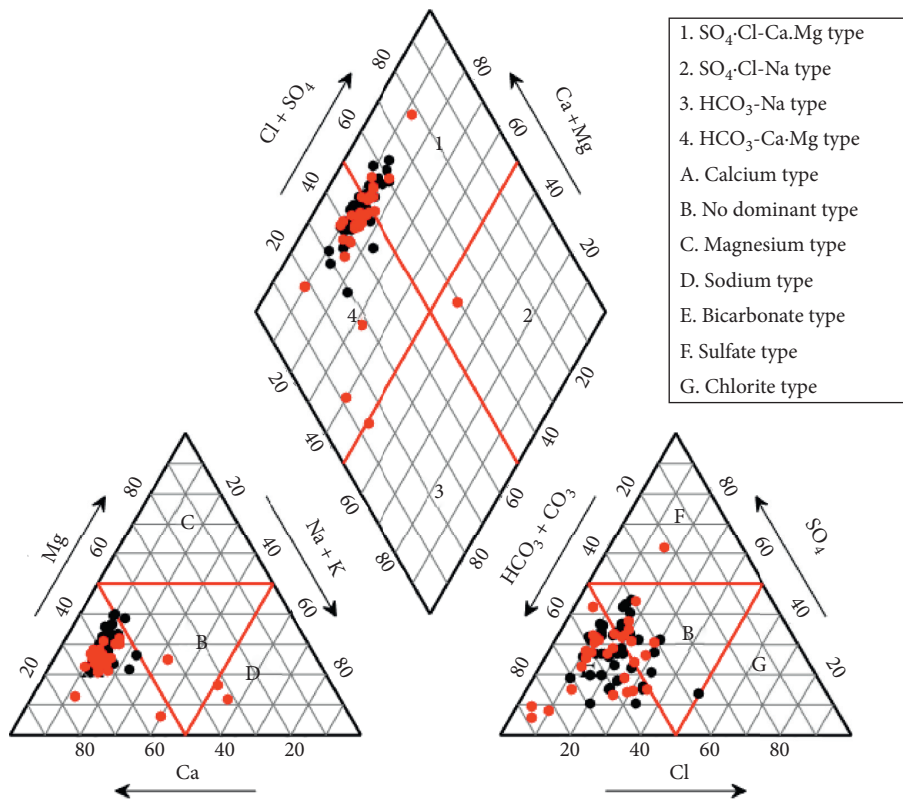 1. SO₄·Cl-Ca.Mg type
2. SO₄·Cl-Na type
3. HCO₃-Na type
4. HCO₃-Ca·Mg type
A. Calcium type
B. No dominant type
C. Magnesium type
D. Sodium type
E. Bicarbonate type
F. Sulfate type
G. Chlorite type
80 80
Cl + SO₄ Ca +Mg
60 1 60
40 40
20 20
4 2
20 20
40 40
3
60 60
80 80
80 20
Mg C Na + K
60 40
40 60
B
20 D 80
80 60 40 20
Ca
HCO₃ + CO₃ 20 80 SO₄
F
40 60
60 40
B
80 G 20
20 40 60 80
Cl